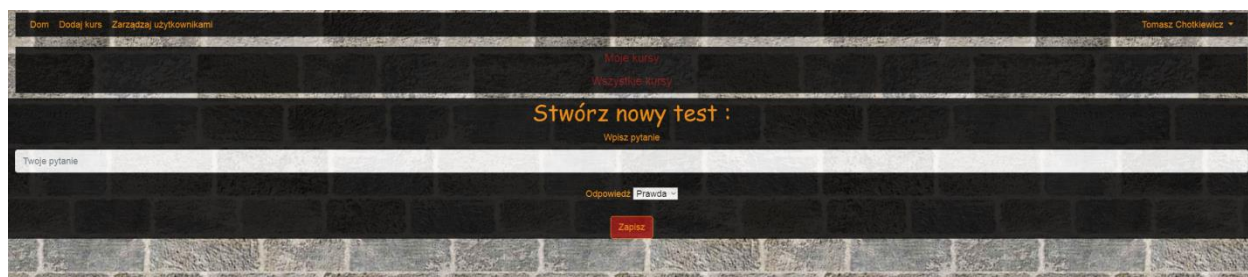 Dom Dodaj kurs Zarządzaj użytkownikami Tomasz Chotkiewicz
Moje kursy
Wszystkie kursy
Stwórz nowy test :
Wpisz pytanie
Twoje pytanie
Odpowiedź Prawda
Zapisz